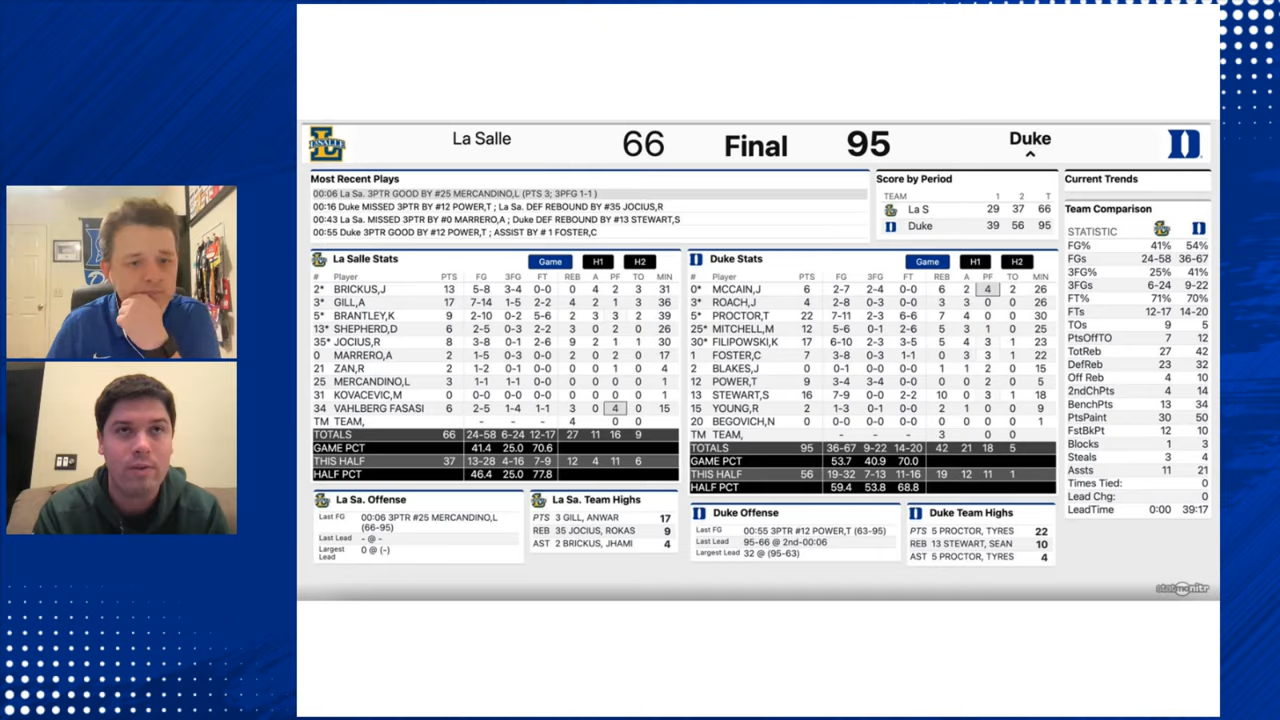 La Salle 66 Final 95 Duke
Most Recent Plays
00:06 La Sa. 3PTR GOOD BY #25 MERCANDINO,L (PTS 3; 3PFG 1-1 )
00:16 Duke MISSED 3PTR BY #12 POWER,T ; La Sa. DEF REBOUND BY #35 JOCIUS,R
00:43 La Sa. MISSED 3PTR BY #0 MARRERO,A ; Duke DEF REBOUND BY #13 STEWART,S
00:55 Duke 3PTR GOOD BY #12 POWER,T ; ASSIST BY # 1 FOSTER,C
Score by Period
TEAM 1 2 T
La S 29 37 66
Duke 39 56 95
La Salle Stats Game H1 H2
# Player PTS FG 3FG FT REB A PF TO MIN
2* BRICKUS,J 13 5-8 3-4 0-0 0 4 2 3 31
3* GILL,A 17 7-14 1-5 2-2 4 2 1 3 36
5* BRANTLEY,K 9 2-10 0-2 5-6 2 3 3 2 39
13* SHEPHERD,D 6 2-5 0-3 2-2 3 0 2 0 26
35* JOCIUS,R 8 3-8 0-1 2-6 9 2 1 1 30
0 MARRERO,A 2 1-5 0-3 0-0 2 0 2 0 17
21 ZAN,R 2 1-2 0-1 0-0 0 0 1 0 4
25 MERCANDINO,L 3 1-1 1-1 0-0 0 0 0 0 1
31 KOVACEVIC,M 0 0-0 0-0 0-0 0 0 0 0 1
34 VAHLBERG FASASI 6 2-5 1-4 1-1 3 0 4 0 15
TM TEAM, - - - 4 0 0
TOTALS 66 24-58 6-24 12-17 27 11 16 9
GAME PCT 41.4 25.0 70.6
THIS HALF 37 13-28 4-16 7-9 12 4 11 6
HALF PCT 46.4 25.0 77.8
Duke Stats Game H1 H2
# Player PTS FG 3FG FT REB A PF TO MIN
0* MCCAIN,J 6 2-7 2-4 0-0 6 2 4 2 26
3* ROACH,J 4 2-8 0-3 0-0 3 3 0 0 26
5* PROCTOR,T 22 7-11 2-3 6-6 7 4 0 0 30
25* MITCHELL,M 12 5-6 0-1 2-6 5 3 1 0 25
30* FILIPOWSKI,K 17 6-10 2-3 3-5 5 4 3 1 23
1 FOSTER,C 7 3-8 0-3 1-1 0 3 3 1 22
2 BLAKES,J 0 0-1 0-0 0-0 1 1 2 0 15
12 POWER,T 9 3-4 3-4 0-0 0 0 2 0 5
13 STEWART,S 16 7-9 0-0 2-2 10 0 3 1 18
15 YOUNG,R 2 1-3 0-1 0-0 2 1 0 0 9
20 BEGOVICH,N 0 0-0 0-0 0-0 0 0 0 0 1
TM TEAM, - - - 3 0 0
TOTALS 95 36-67 9-22 14-20 42 21 18 5
GAME PCT 53.7 40.9 70.0
THIS HALF 56 19-32 7-13 11-16 19 12 11 1
HALF PCT 59.4 53.8 68.8
Current Trends
Team Comparison
STATISTIC
FG% 41% 54%
FGs 24-58 36-67
3FG% 25% 41%
3FGs 6-24 9-22
FT% 71% 70%
FTs 12-17 14-20
TOs 9 5
PtsOffTO 7 12
TotReb 27 42
DefReb 23 32
Off Reb 4 10
2ndChPts 4 14
BenchPts 13 34
PtsPaint 30 50
FstBkPt 12 10
Blocks 1 3
Steals 3 4
Assts 11 21
Times Tied: 0
Lead Chg: 0
LeadTime 0:00 39:17
La Sa. Offense
Last FG 00:06 3PTR #25 MERCANDINO,L (66-95)
Last Lead - @ -
Largest Lead 0 @ (-)
La Sa. Team Highs
PTS 3 GILL, ANWAR 17
REB 35 JOCIUS, ROKAS 9
AST 2 BRICKUS, JHAMI 4
Duke Offense
Last FG 00:55 3PTR #12 POWER,T (63-95)
Last Lead 95-66 @ 2nd-00:06
Largest Lead 32 @ (95-63)
Duke Team Highs
PTS 5 PROCTOR, TYRES 22
REB 13 STEWART, SEAN 10
AST 5 PROCTOR, TYRES 4
statmonitr